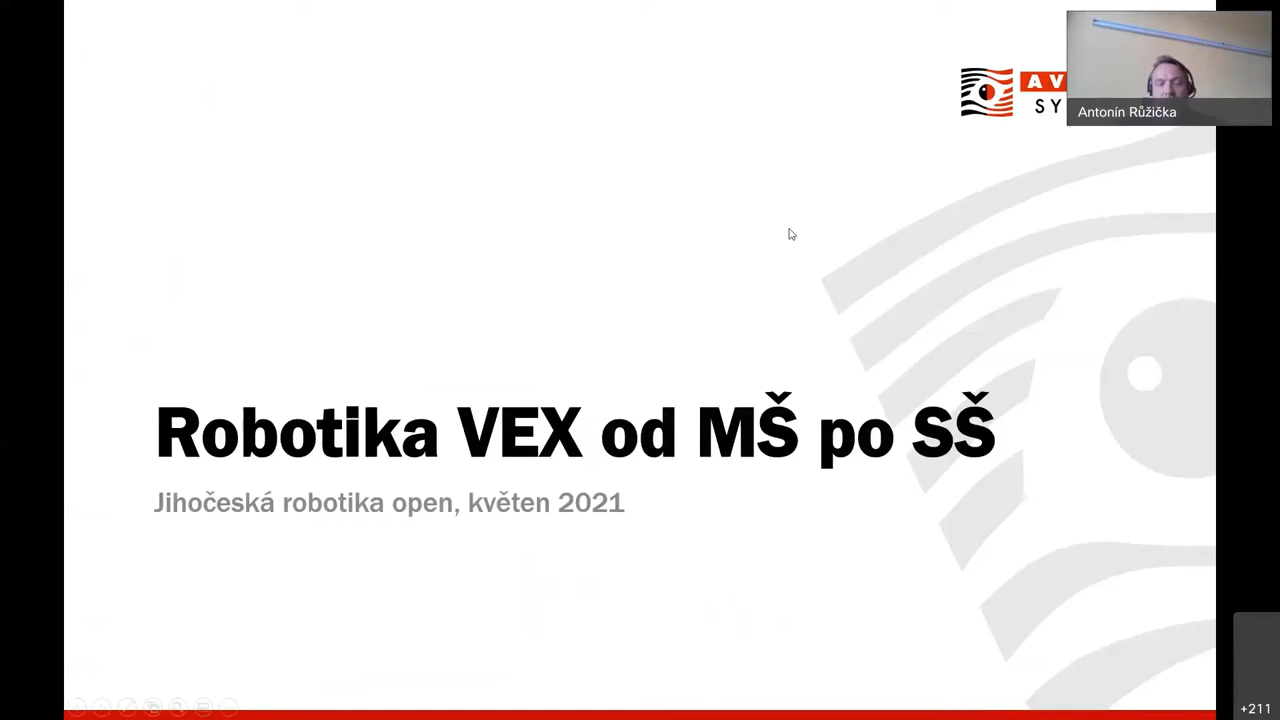 Antonín Růžička
Robotika VEX od MŠ po SŠ
Jihočeská robotika open, květen 2021
+211